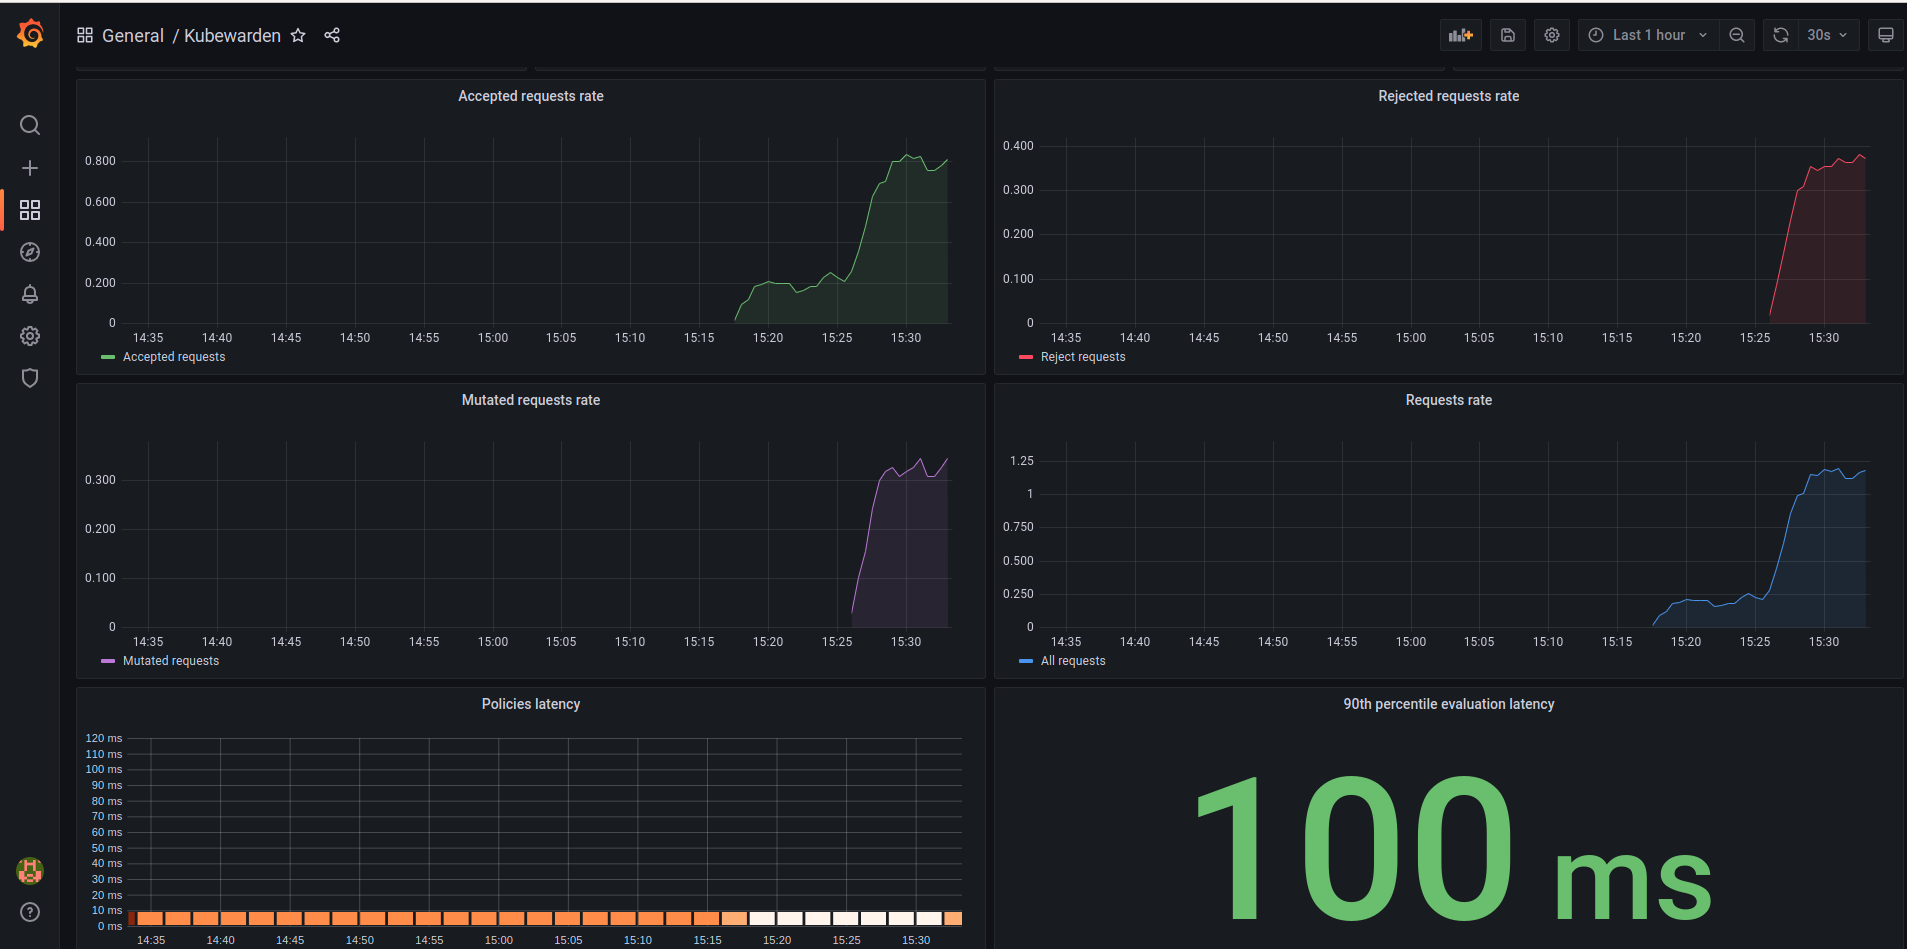 General / Kubewarden
Last 1 hour
30s
Accepted requests rate
0.800
0.600
0.400
0.200
0
14:35 14:40 14:45 14:50 14:55 15:00 15:05 15:10 15:15 15:20 15:25 15:30
Accepted requests
Rejected requests rate
0.400
0.300
0.200
0.100
0
14:35 14:40 14:45 14:50 14:55 15:00 15:05 15:10 15:15 15:20 15:25 15:30
Reject requests
Mutated requests rate
0.300
0.200
0.100
0
14:35 14:40 14:45 14:50 14:55 15:00 15:05 15:10 15:15 15:20 15:25 15:30
Mutated requests
Requests rate
1.25
1
0.750
0.500
0.250
0
14:35 14:40 14:45 14:50 14:55 15:00 15:05 15:10 15:15 15:20 15:25 15:30
All requests
Policies latency
120 ms
110 ms
100 ms
90 ms
80 ms
70 ms
60 ms
50 ms
40 ms
30 ms
20 ms
10 ms
0 ms
14:35 14:40 14:45 14:50 14:55 15:00 15:05 15:10 15:15 15:20 15:25 15:30
90th percentile evaluation latency
100 ms